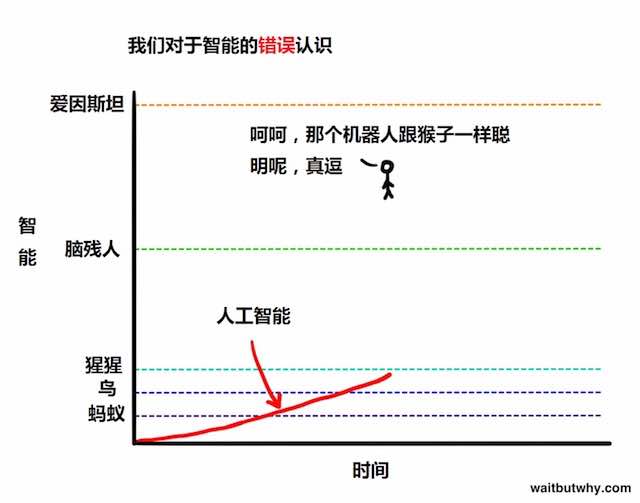 我们对于智能的错误认识
爱因斯坦
呵呵，那个机器人跟猴子一样聪
明呢，真逗
智
能
脑残人
人工智能
猩猩
鸟
蚂蚁
时间
waitbutwhy.com